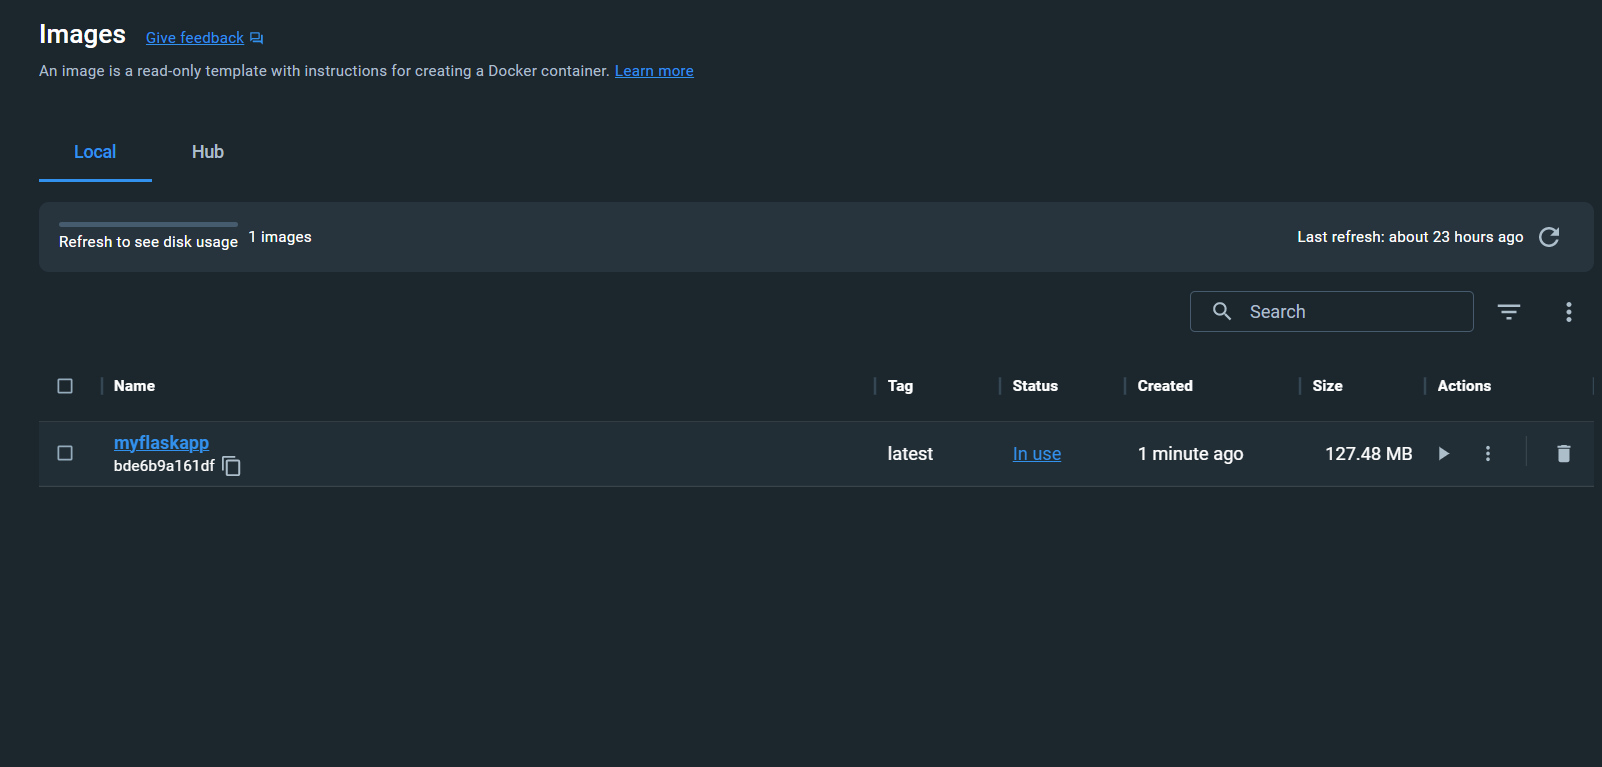 Images Give feedback
An image is a read-only template with instructions for creating a Docker container. Learn more
Local Hub
Refresh to see disk usage 1 images Last refresh: about 23 hours ago
Search
Name Tag Status Created Size Actions
myflaskapp
bde6b9a161df latest In use 1 minute ago 127.48 MB